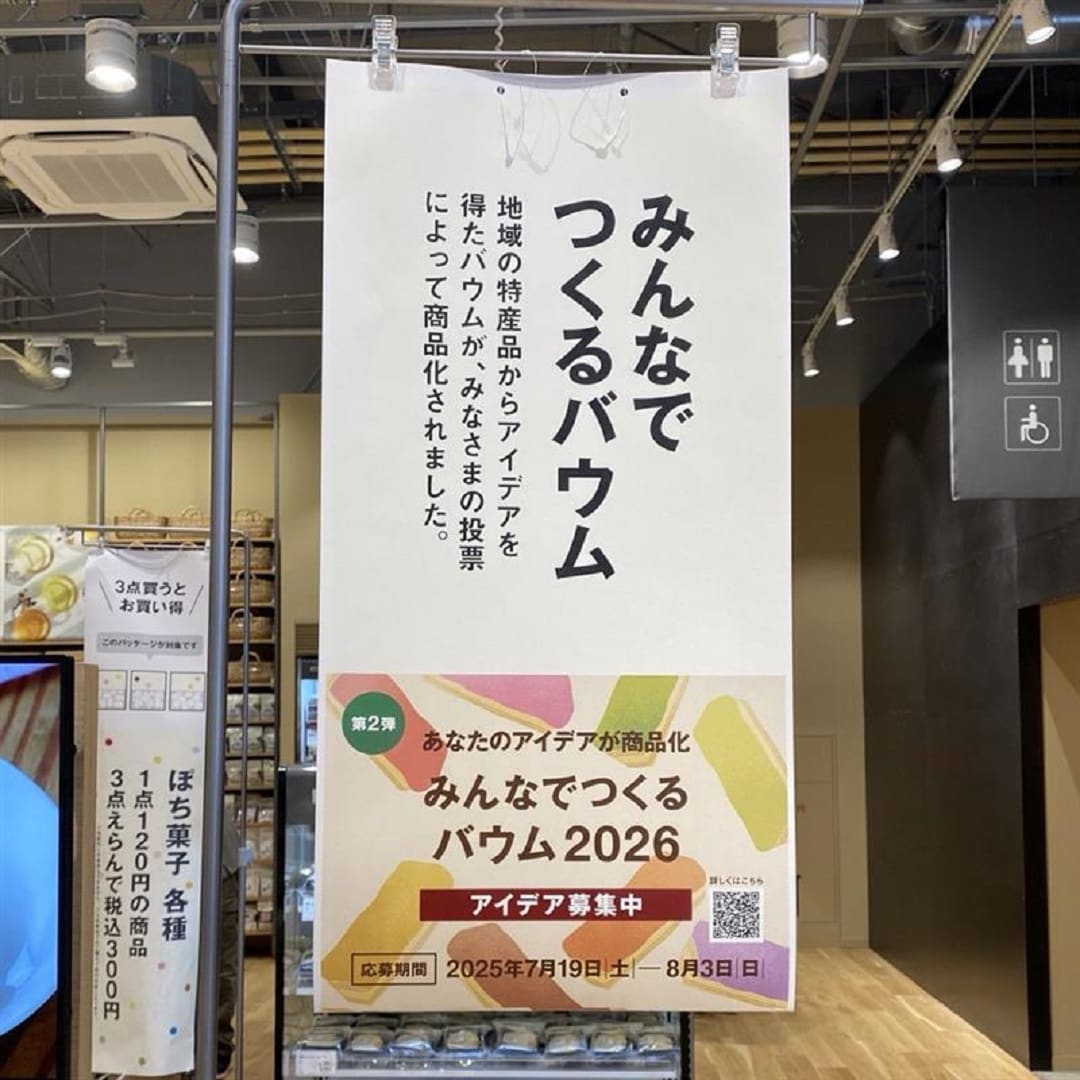 みんなで
つくるバウム
地域の特産品からアイデアを
得たバウムが、みなさまの投票
によって商品化されました。
第2弾
あなたのアイデアが商品化
みんなでつくる
バウム2026
アイデア募集中
詳しくはこちら
応募期間 2025年7月19日|土|—8月3日|日|
3点買うと
お買い得
このパッケージが対象です
ぽち菓子 各種
1点120円の商品
3点えらんで税込300円